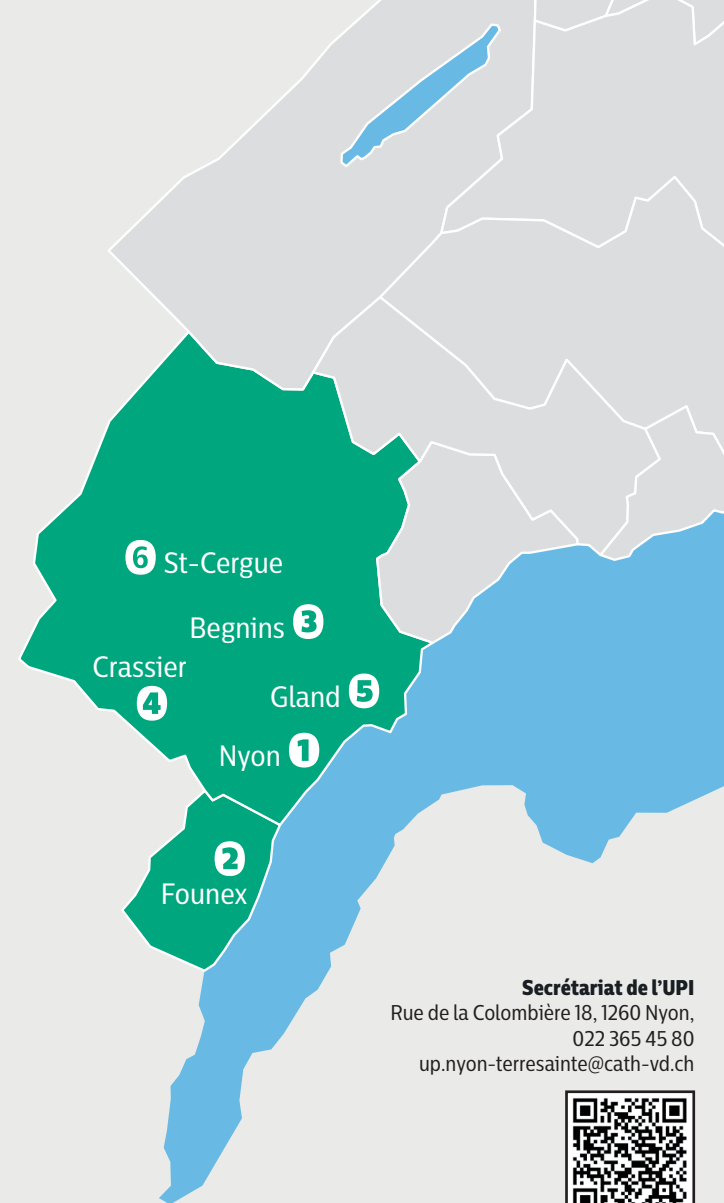 6 St-Cergue
Begnins 3
Crassier
4
Gland 5
Nyon 1
2
Founex
Secrétariat de l'UPI
Rue de la Colombière 18, 1260 Nyon,
022 365 45 80
up.nyon-terresainte@cath-vd.ch